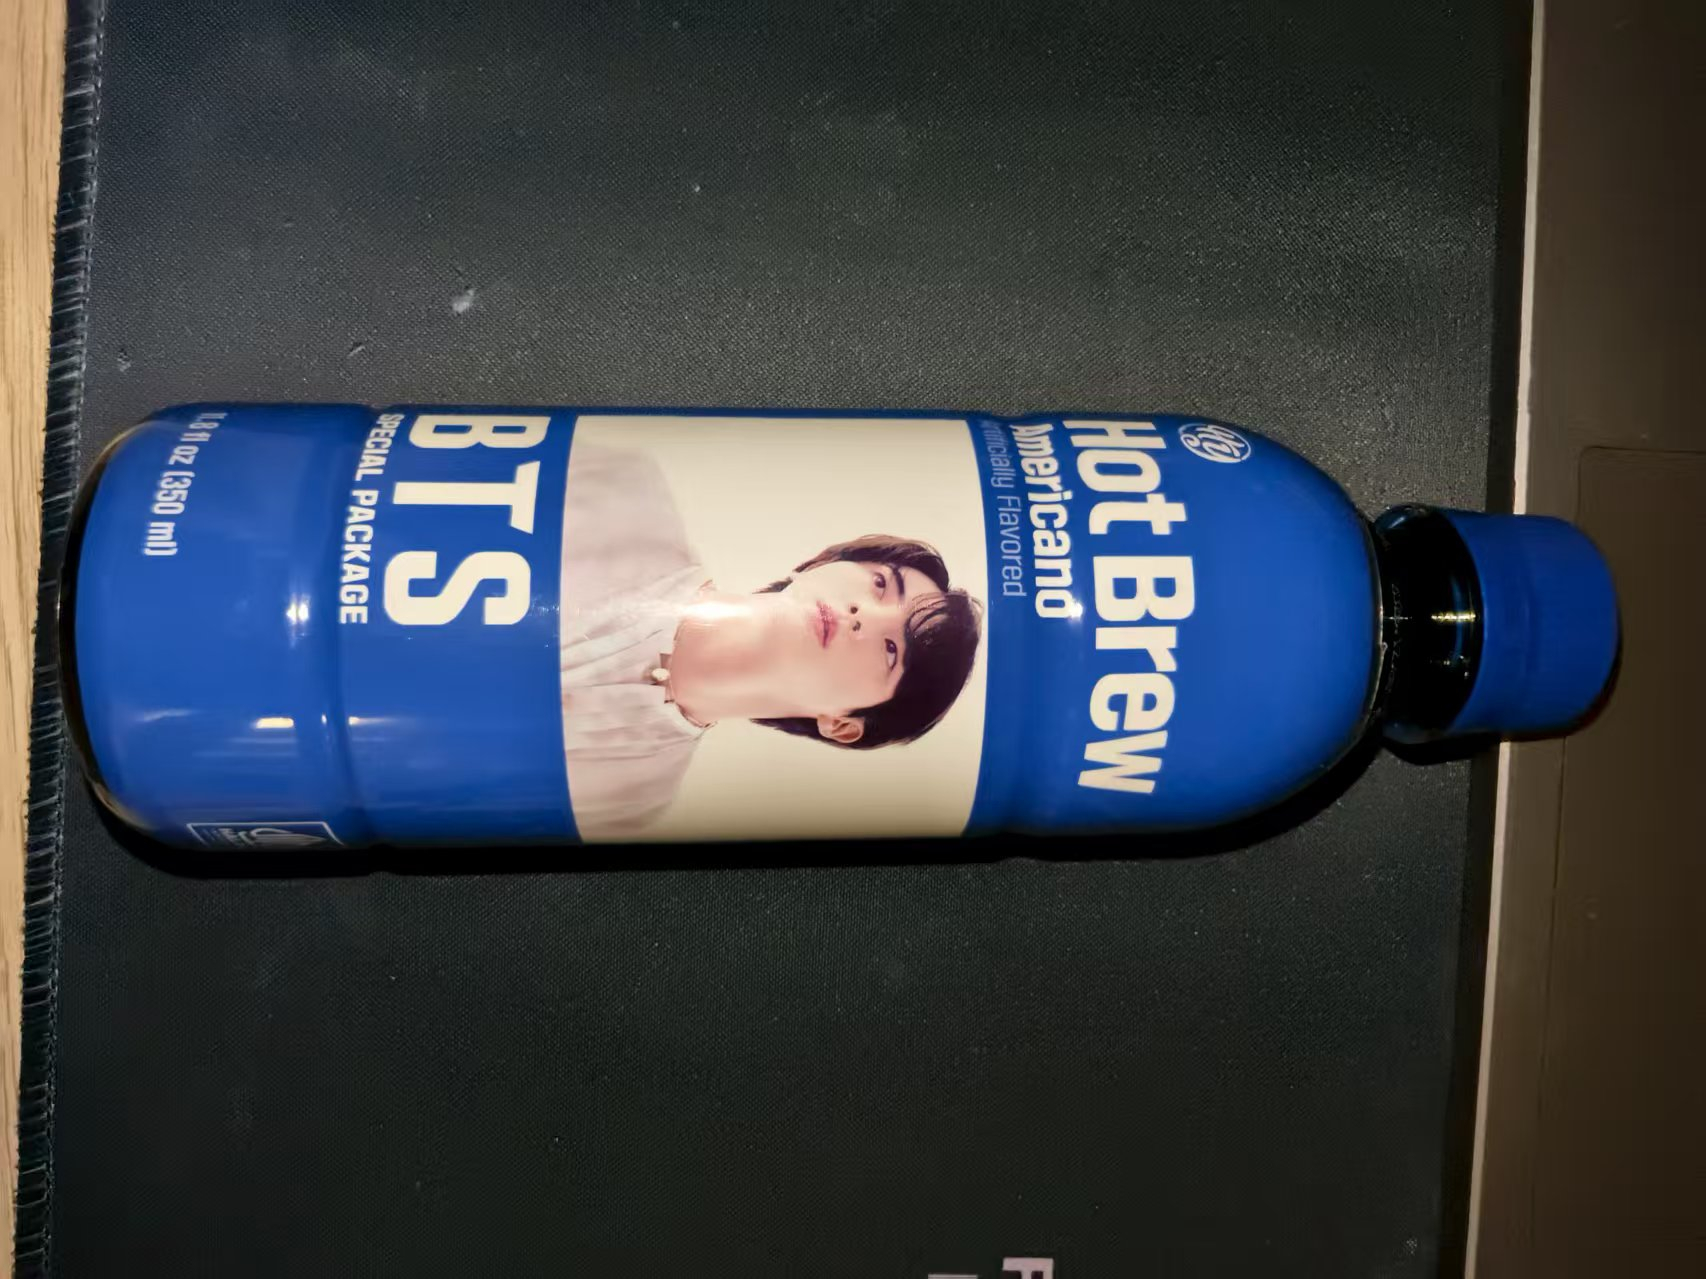 Hot Brew
Americano
Artificially Flavored
BTS
SPECIAL PACKAGE
11.8 fl oz (350 ml)